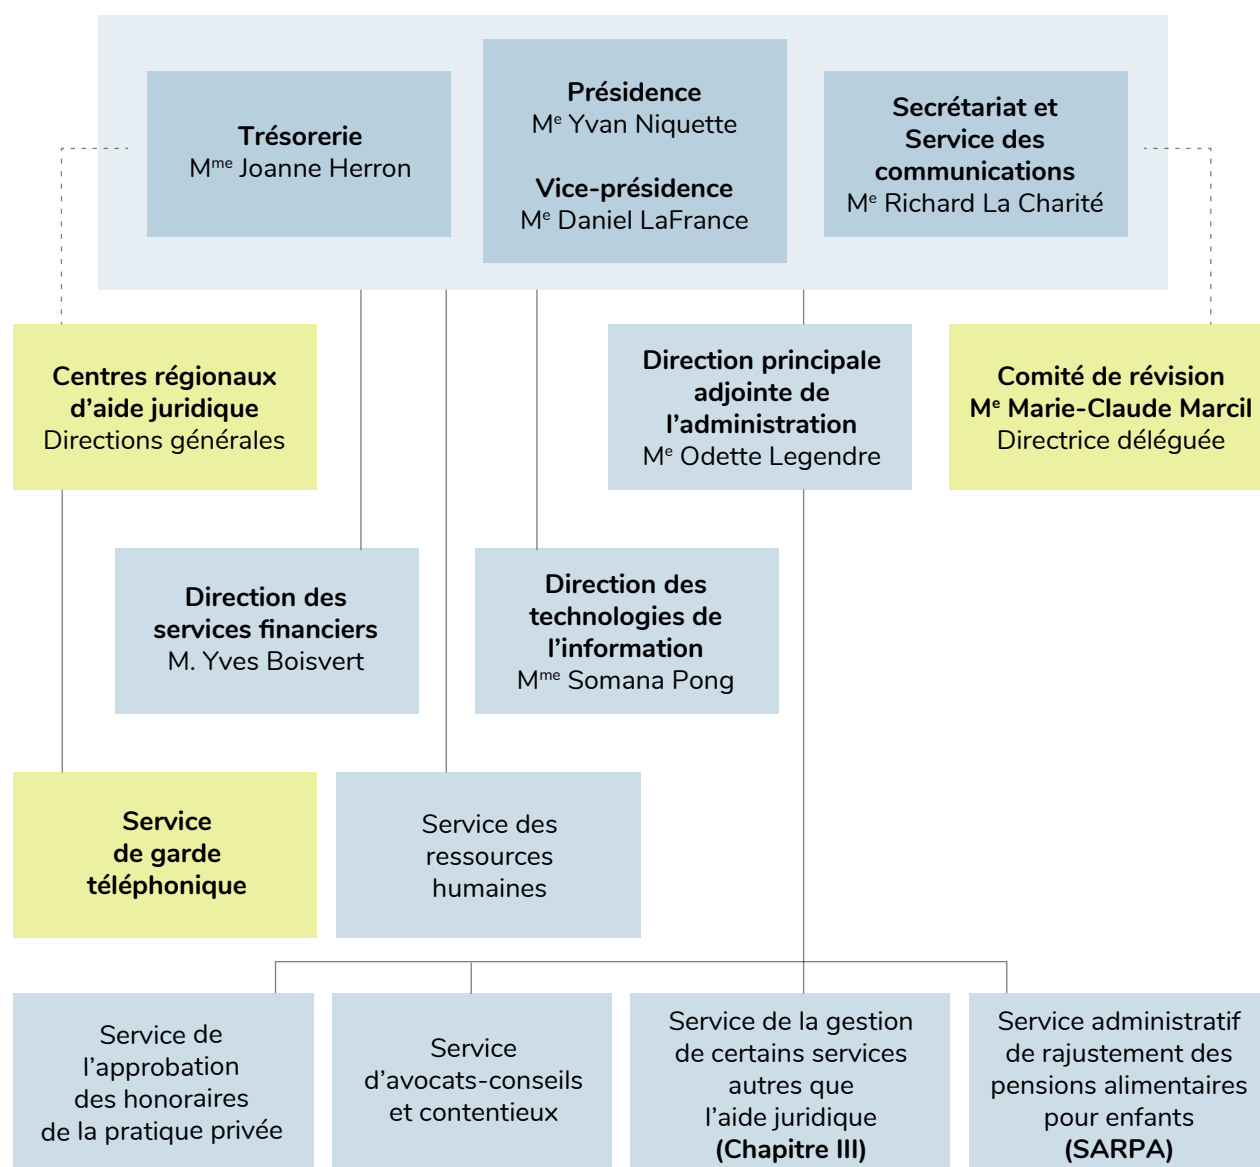 Trésorerie
Mme Joanne Herron
Présidence
Me Yvan Niquette
Vice-présidence
Me Daniel LaFrance
Secrétariat et
Service des
communications
Me Richard La Charité
Centres régionaux
d’aide juridique
Directions générales
Direction principale
adjointe de
l’administration
Me Odette Legendre
Comité de révision
Me Marie-Claude Marcil
Directrice déléguée
Direction des
services financiers
M. Yves Boisvert
Direction des
technologies de
l’information
Mme Somana Pong
Service
de garde
téléphonique
Service des
ressources
humaines
Service de
l’approbation
des honoraires
de la pratique privée
Service
d’avocats-conseils
et contentieux
Service de la gestion
de certains services
autres que
l’aide juridique
(Chapitre III)
Service administratif
de rajustement des
pensions alimentaires
pour enfants
(SARPA)